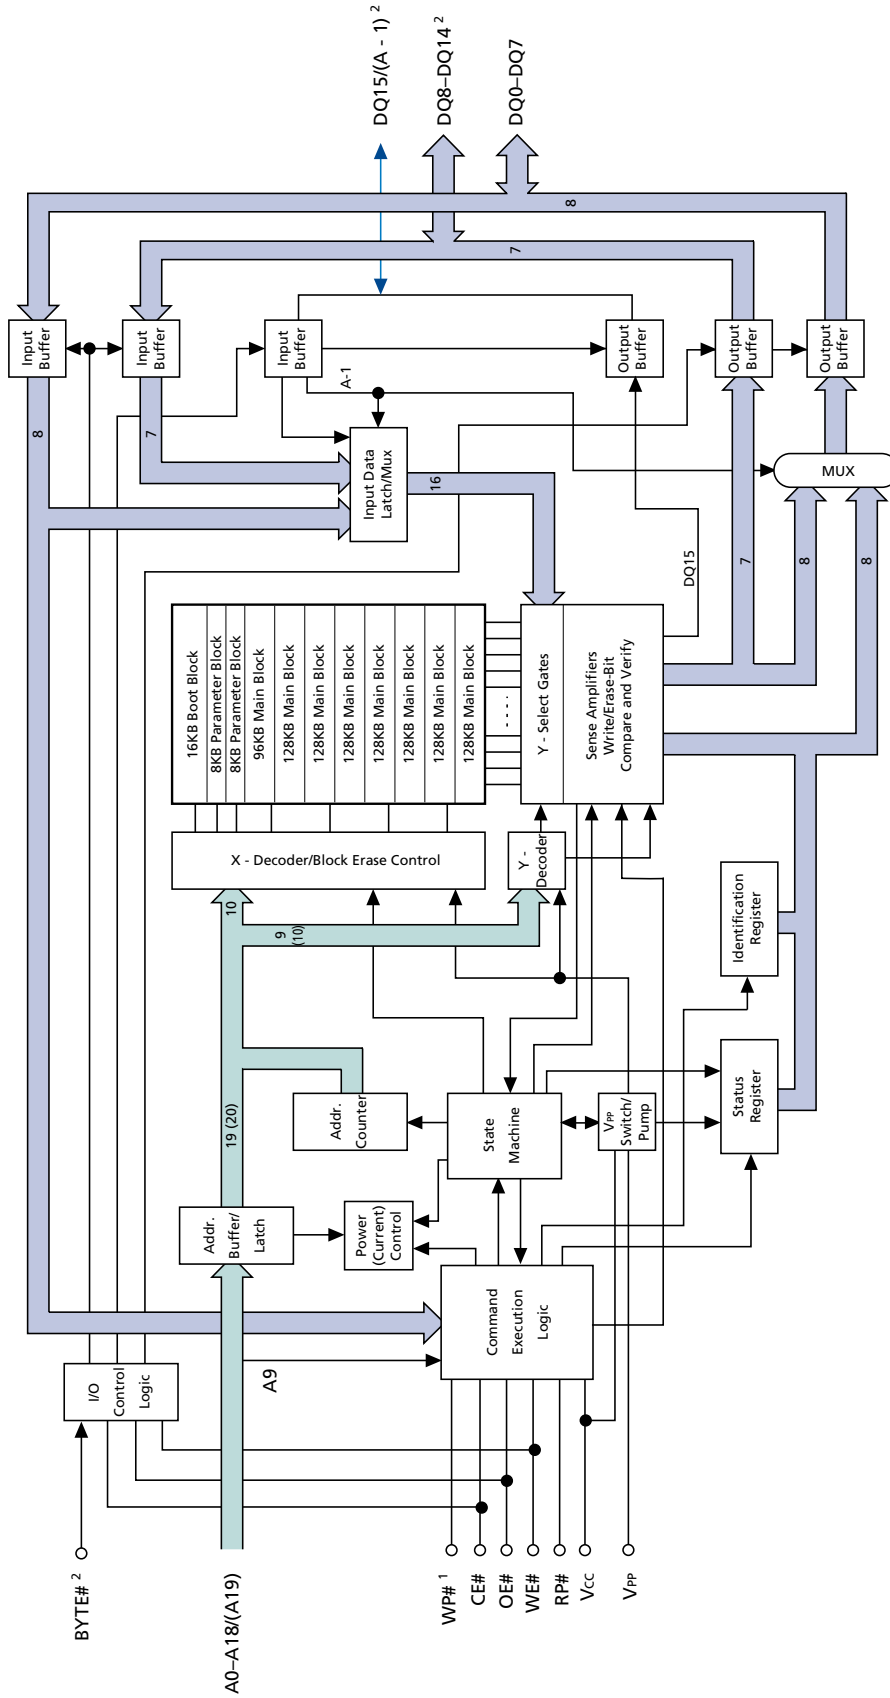 BYTE# 2
A0–A18/(A19)
WP# 1
CE#
OE#
WE#
RP#
VCC
VPP
I/O
Control
Logic
A9
Addr.
Buffer/
Latch
19 (20)
10
9
(10)
Power
(Current)
Control
Addr.
Counter
Command
Execution
Logic
State
Machine
VPP
Switch/
Pump
Status
Register
Identification
Register
X - Decoder/Block Erase Control
Y -
Decoder
16KB Boot Block
8KB Parameter Block
8KB Parameter Block
96KB Main Block
128KB Main Block
128KB Main Block
128KB Main Block
128KB Main Block
128KB Main Block
128KB Main Block
128KB Main Block
Y - Select Gates
Sense Amplifiers
Write/Erase-Bit
Compare and Verify
Input Data
Latch/Mux
16
8
7
A-1
DQ15
7
8
8
MUX
Input
Buffer
Input
Buffer
Input
Buffer
Output
Buffer
Output
Buffer
Output
Buffer
7
8
DQ15/(A - 1) 2
DQ8–DQ14 2
DQ0–DQ7